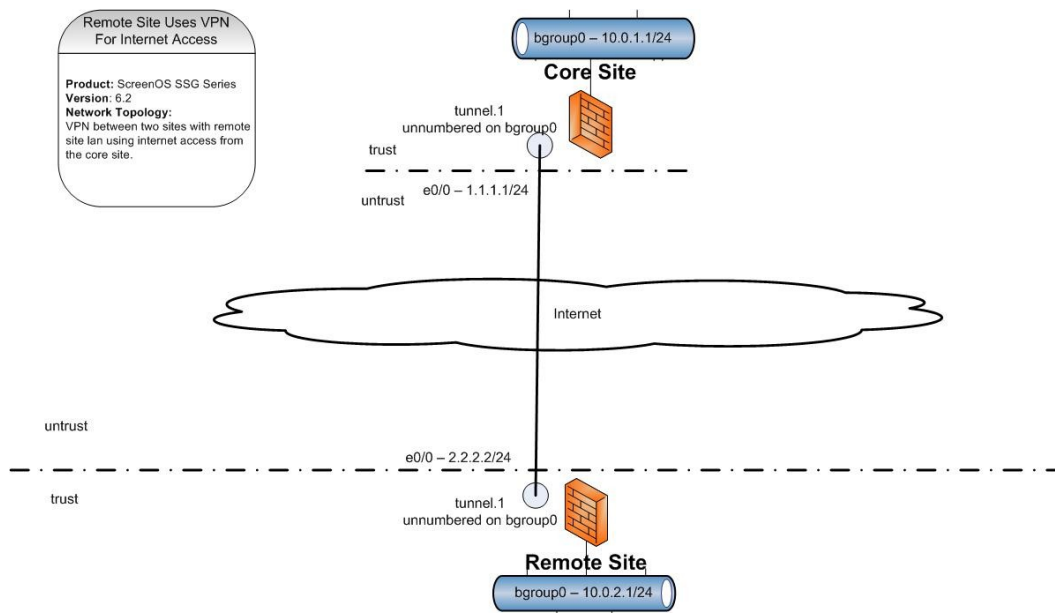 Remote Site Uses VPN
For Internet Access
Product: ScreenOS SSG Series
Version: 6.2
Network Topology:
VPN between two sites with remote
site lan using internet access from
the core site.
bgroup0 – 10.0.1.1/24
Core Site
tunnel.1
unnumbered on bgroup0
trust
e0/0 – 1.1.1.1/24
untrust
Internet
untrust
e0/0 – 2.2.2.2/24
trust
tunnel.1
unnumbered on bgroup0
Remote Site
bgroup0 – 10.0.2.1/24